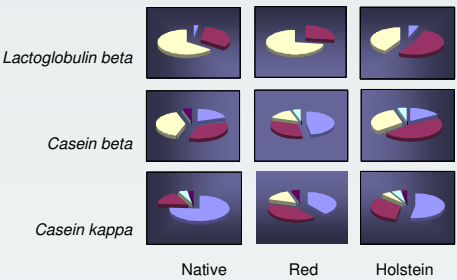 Lactoglobulin beta
Casein beta
Casein kappa
Native Red Holstein